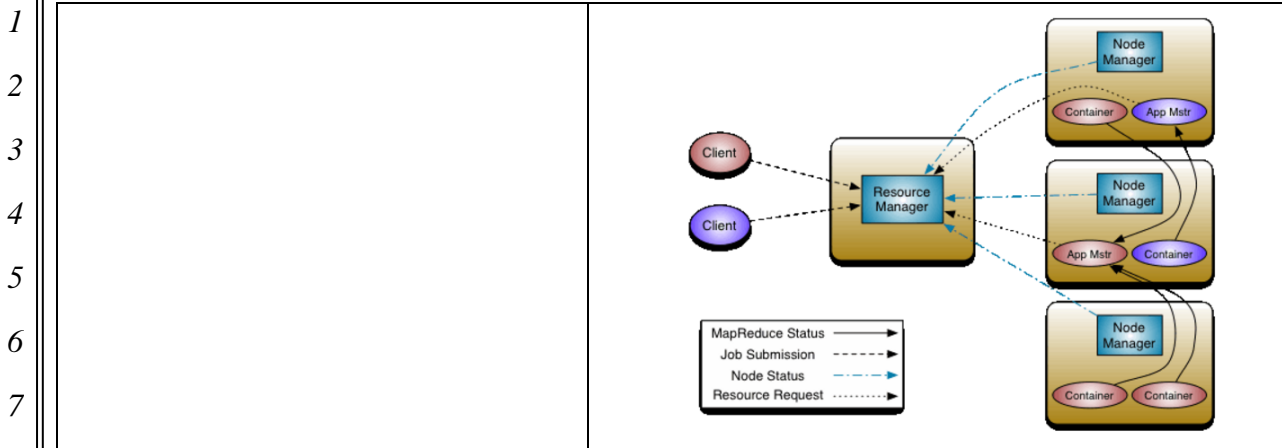 1
2
3
4
5
6
7
Node
Manager
Container
App Mstr
Client
Client
Resource
Manager
Node
Manager
App Mstr
Container
MapReduce Status
Job Submission
Node Status
Resource Request
Node
Manager
Container
Container